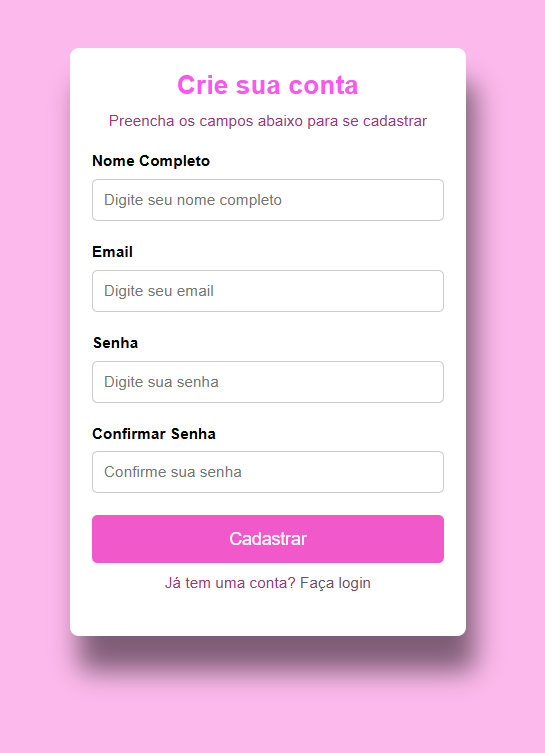 Crie sua conta
Preencha os campos abaixo para se cadastrar
Nome Completo
Digite seu nome completo
Email
Digite seu email
Senha
Digite sua senha
Confirmar Senha
Confirme sua senha
Cadastrar
Já tem uma conta? Faça login